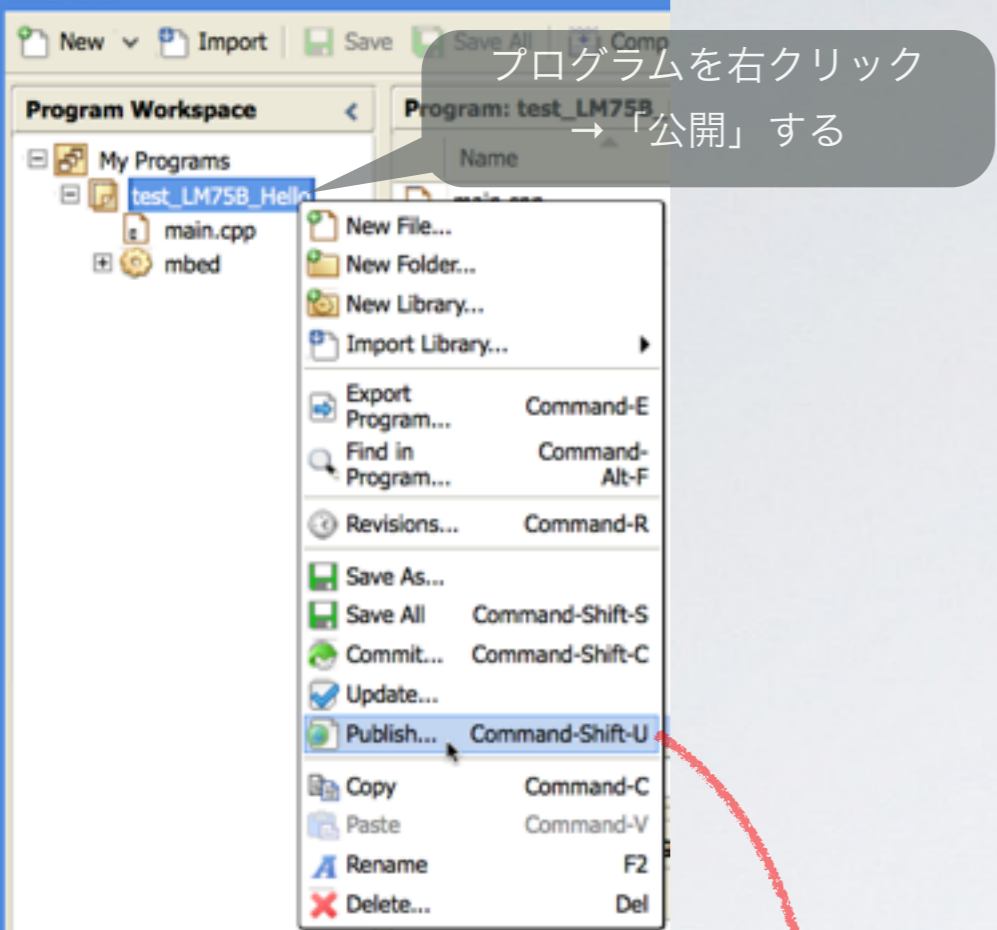 New Import Save Save All Comp
プログラムを右クリック
→「公開」する
Program Workspace
Program: test_LM75B_
Name
My Programs
test_LM75B_Hello
main.cpp
main.cpp
mbed
New File...
New Folder...
New Library...
Import Library...
Export
Program...
Command-E
Find in
Program...
Command-
Alt-F
Revisions... Command-R
Save As...
Save All Command-Shift-S
Commit... Command-Shift-C
Update...
Publish... Command-Shift-U
Copy Command-C
Paste Command-V
Rename F2
Delete... Del